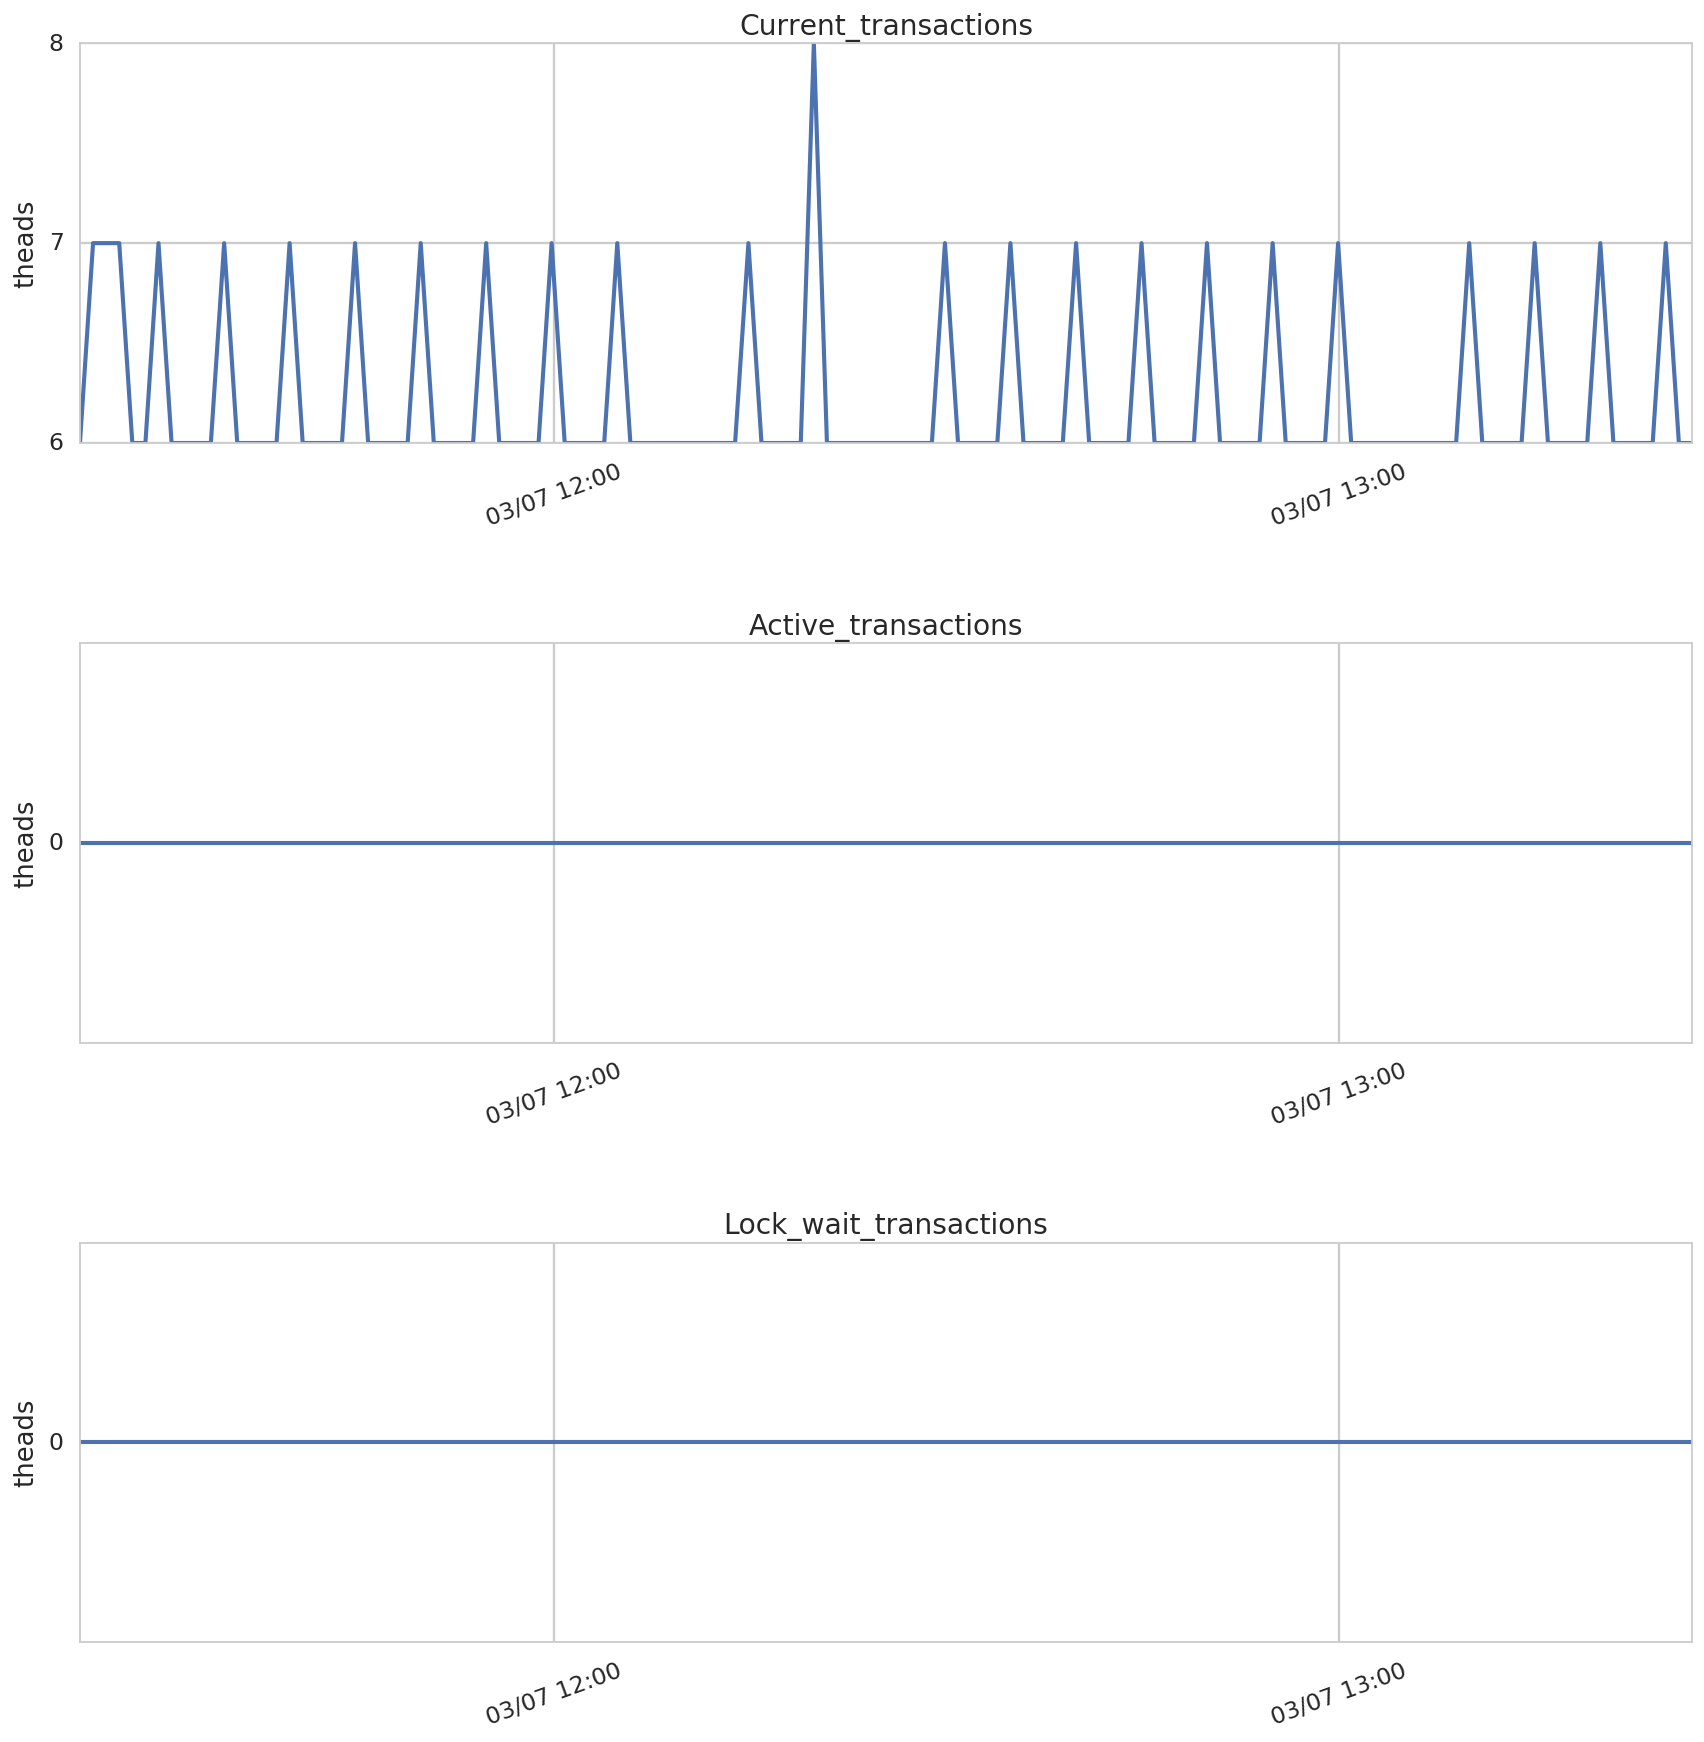 Current_transactions
8
7
6
theads
03/07 12:00
03/07 13:00
Active_transactions
0
theads
03/07 12:00
03/07 13:00
Lock_wait_transactions
0
theads
03/07 12:00
03/07 13:00